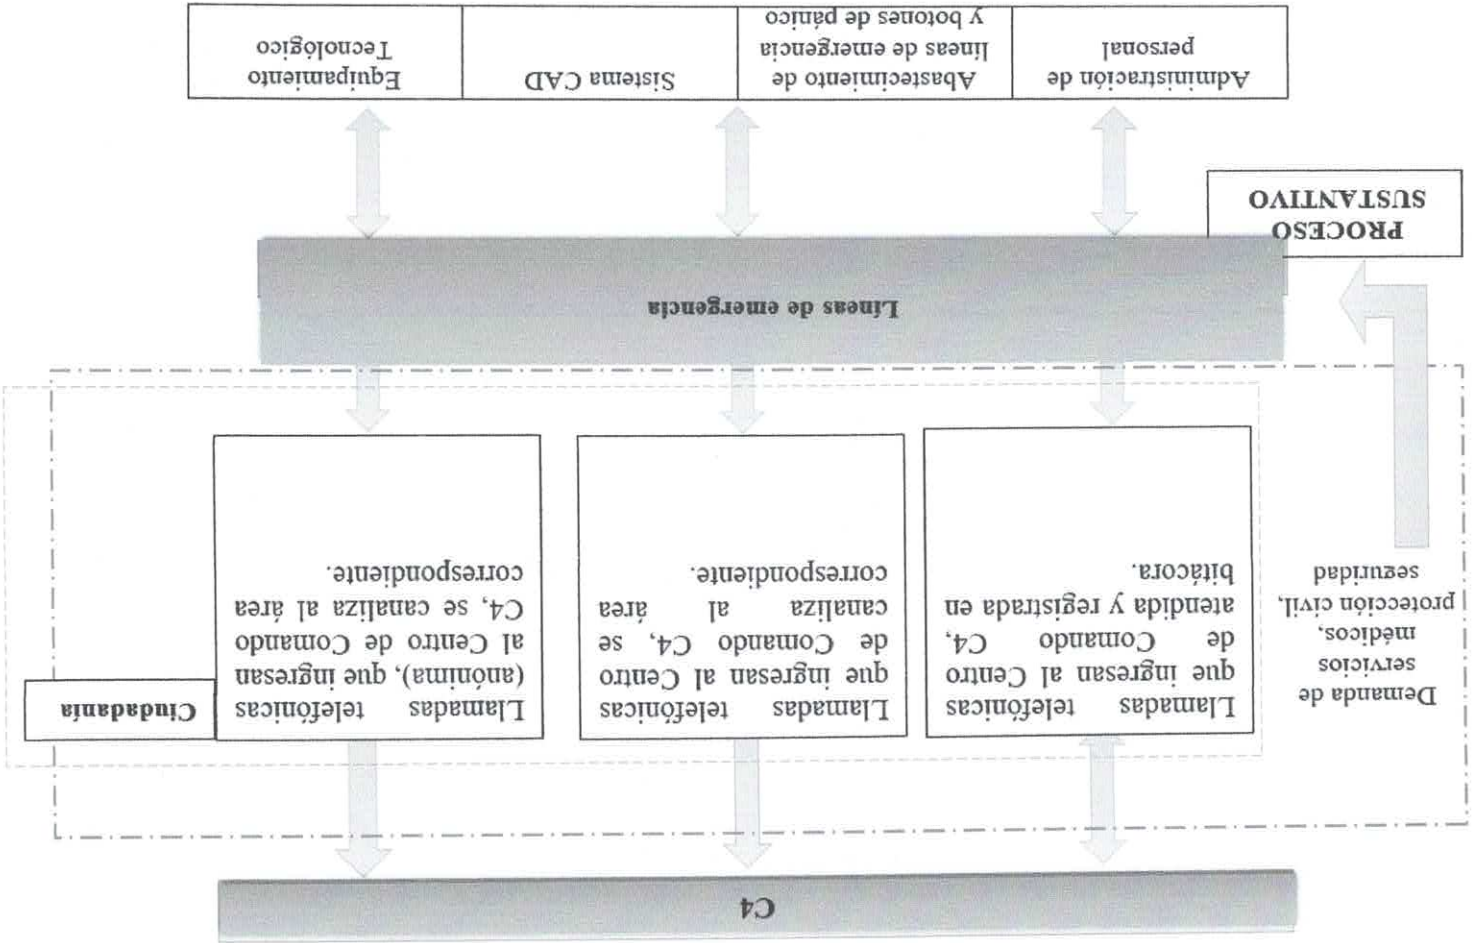 C4
Demanda de
servicios
médicos,
protección civil,
seguridad
Llamadas telefónicas
que ingresan al Centro
de Comando C4,
atendida y registrada en
bitácora.
Llamadas telefónicas
que ingresan al Centro
de Comando C4, se
canaliza al área
correspondiente.
Llamadas telefónicas
(anónima), que ingresan
al Centro de Comando
C4, se canaliza al área
correspondiente.
Ciudadanía
Líneas de emergencia
PROCESO
SUSTANTIVO
Administración de
personal
Abastecimiento de
líneas de emergencia
y botones de pánico
Sistema CAD
Equipamiento
Tecnológico